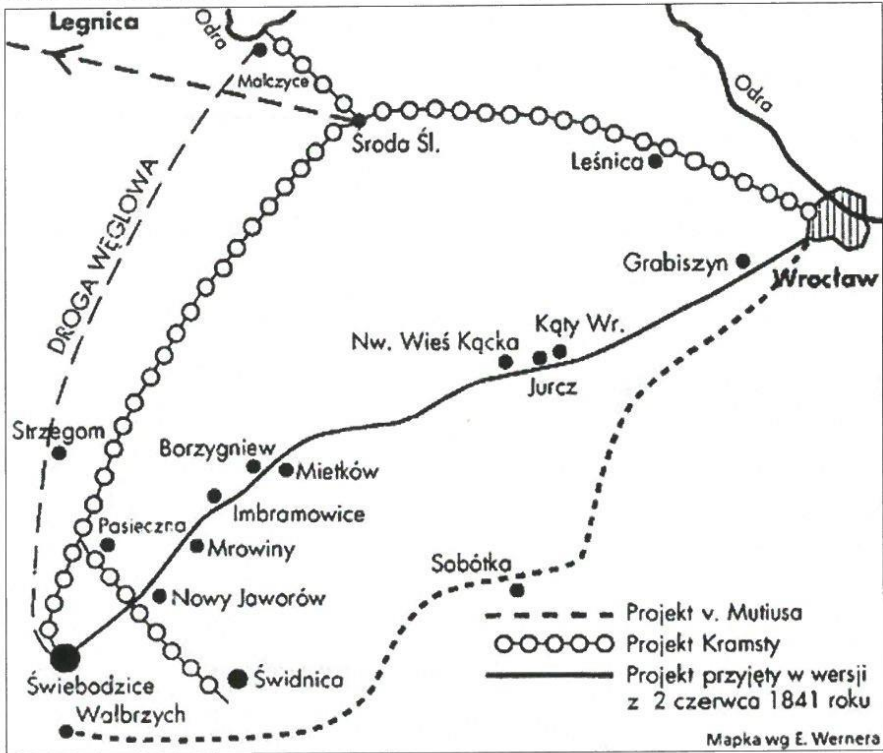 Legnica
Odra
Malczyce
Środa Śl.
Odra
Leśnica
DROGA WĘGLOWA
Grabiszyn
Wrocław
Kąty Wr.
Nw. Wieś Kącka
Jurcz
Strzegom
Borzygniew
Mietków
Imbramowice
Pasieczna
Mrowiny
Sobótka
Nowy Jaworów
Świebodzice
Świdnica
Wałbrzych
Projekt v. Mutiusa
Projekt Kramsty
Projekt przyjęty w wersji
z 2 czerwca 1841 roku
Mapka wg E. Wernera